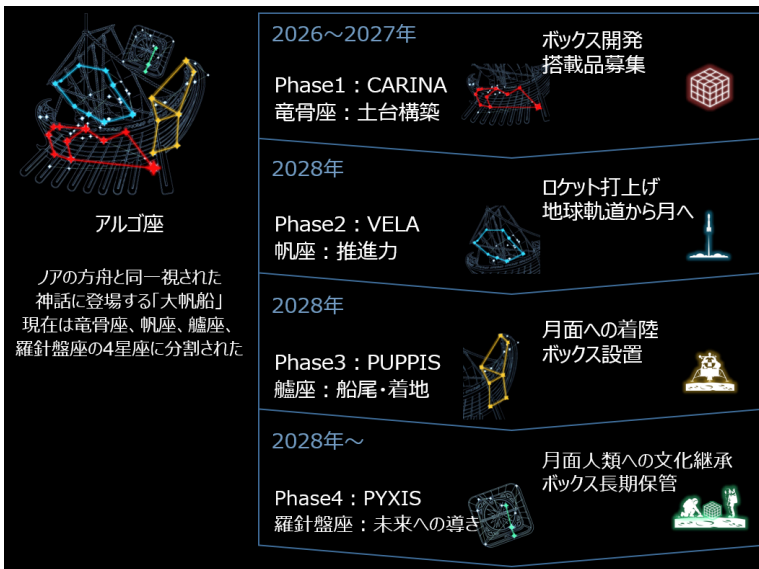 アルゴ座
ノアの方舟と同一視された
神話に登場する「大帆船」
現在は竜骨座、帆座、艫座、
羅針盤座の4星座に分割された
2026～2027年
Phase1：CARINA
竜骨座：土台構築
ボックス開発
搭載品募集
2028年
Phase2：VELA
帆座：推進力
ロケット打上げ
地球軌道から月へ
2028年
Phase3：PUPPIS
艫座：船尾・着地
月面への着陸
ボックス設置
2028年～
Phase4：PYXIS
羅針盤座：未来への導き
月面人類への文化継承
ボックス長期保管